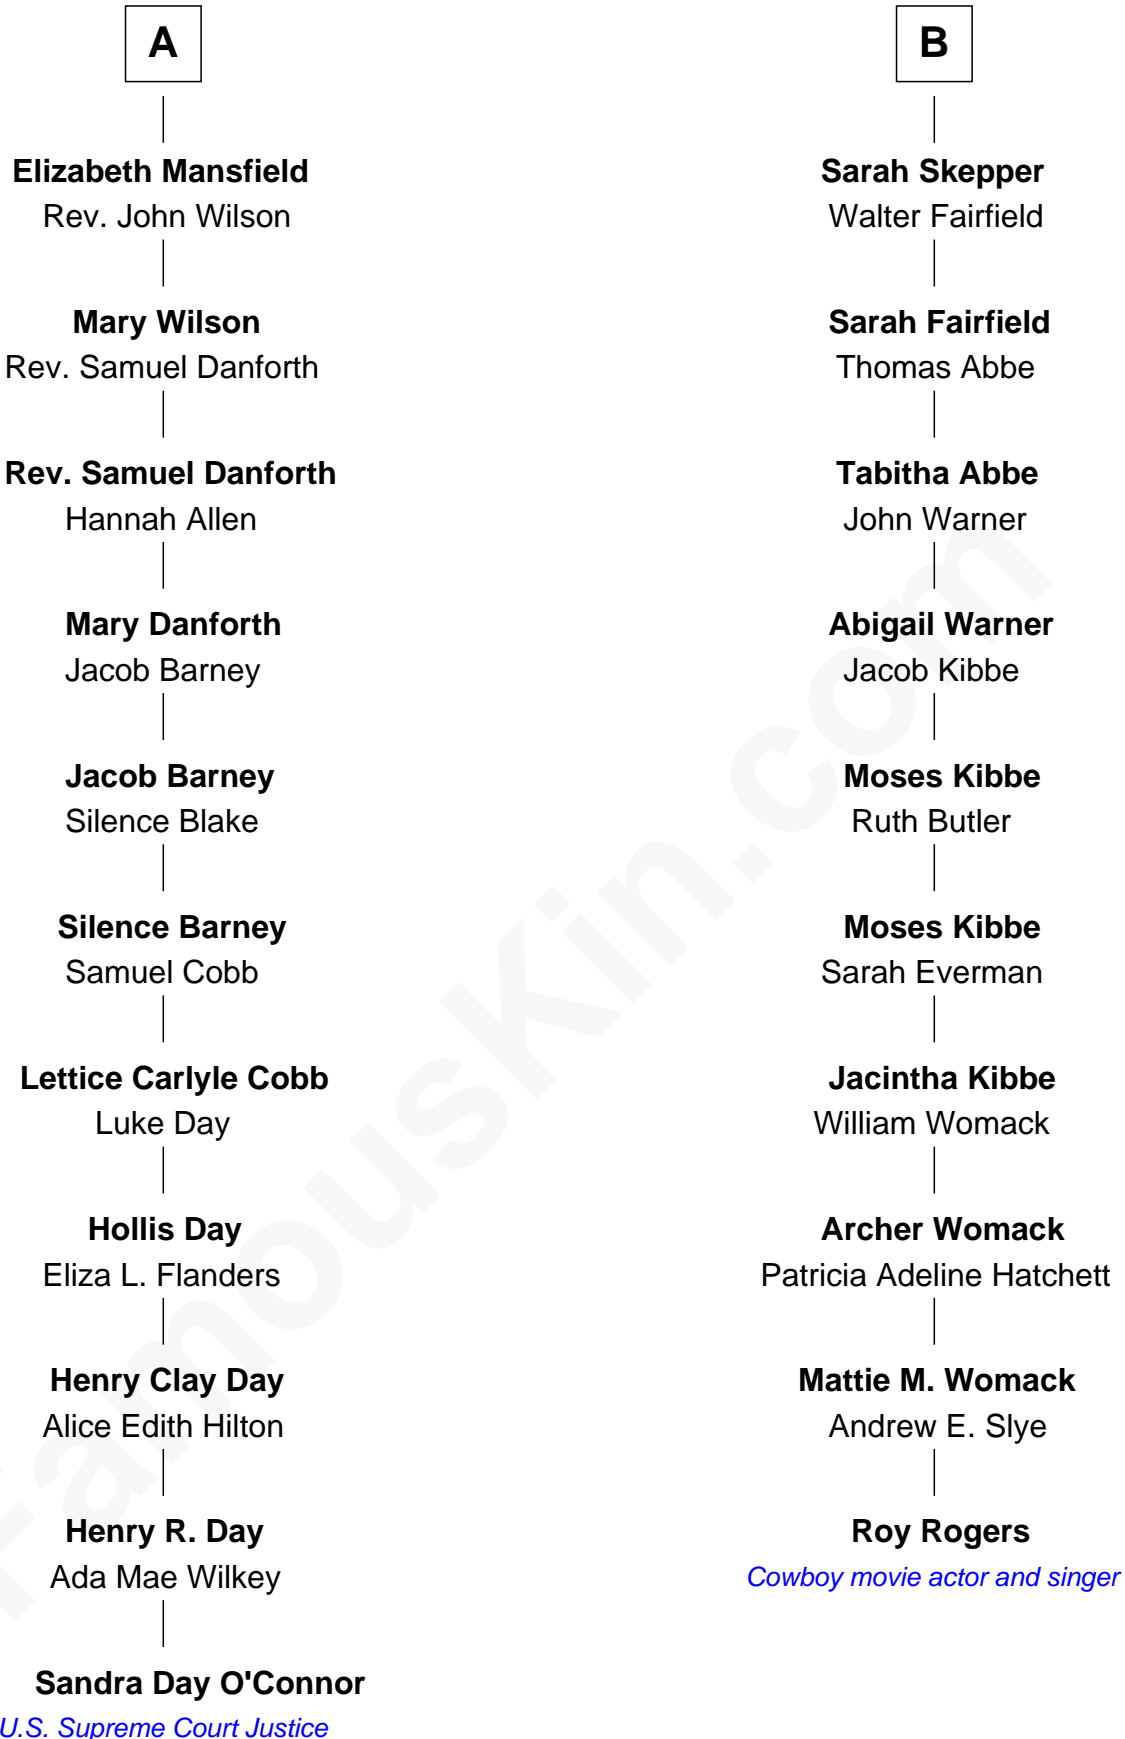 A
Elizabeth Mansfield
Rev. John Wilson
Mary Wilson
Rev. Samuel Danforth
Rev. Samuel Danforth
Hannah Allen
Mary Danforth
Jacob Barney
Jacob Barney
Silence Blake
Silence Barney
Samuel Cobb
Lettice Carlyle Cobb
Luke Day
Hollis Day
Eliza L. Flanders
Henry Clay Day
Alice Edith Hilton
Henry R. Day
Ada Mae Wilkey
Sandra Day O'Connor
U.S. Supreme Court Justice
B
Sarah Skepper
Walter Fairfield
Sarah Fairfield
Thomas Abbe
Tabitha Abbe
John Warner
Abigail Warner
Jacob Kibbe
Moses Kibbe
Ruth Butler
Moses Kibbe
Sarah Everman
Jacintha Kibbe
William Womack
Archer Womack
Patricia Adeline Hatchett
Mattie M. Womack
Andrew E. Slye
Roy Rogers
Cowboy movie actor and singer
FamousKin.com